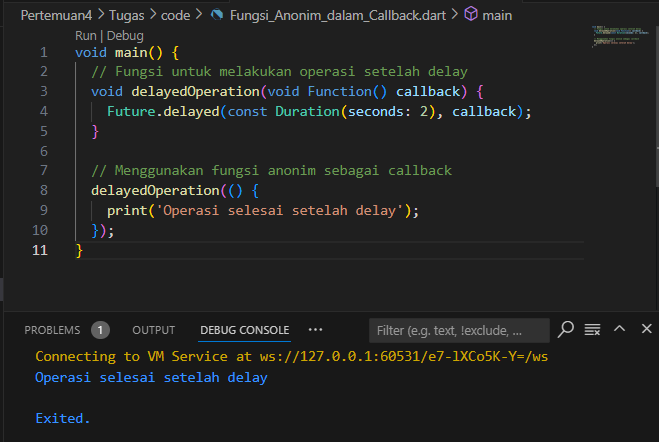 Pertemuan4 > Tugas > code > Fungsi_Anonim_dalam_Callback.dart > main
Run | Debug
1 void main() {
2 // Fungsi untuk melakukan operasi setelah delay
3 void delayedOperation(void Function() callback) {
4 Future.delayed(const Duration(seconds: 2), callback);
5 }
6
7 // Menggunakan fungsi anonim sebagai callback
8 delayedOperation(() {
9 print('Operasi selesai setelah delay');
10 });
11 }
PROBLEMS 1 OUTPUT DEBUG CONSOLE ··· Filter (e.g. text, !exclude, ...
Connecting to VM Service at ws://127.0.0.1:60531/e7-lXCo5K-Y=/ws
Operasi selesai setelah delay
Exited.